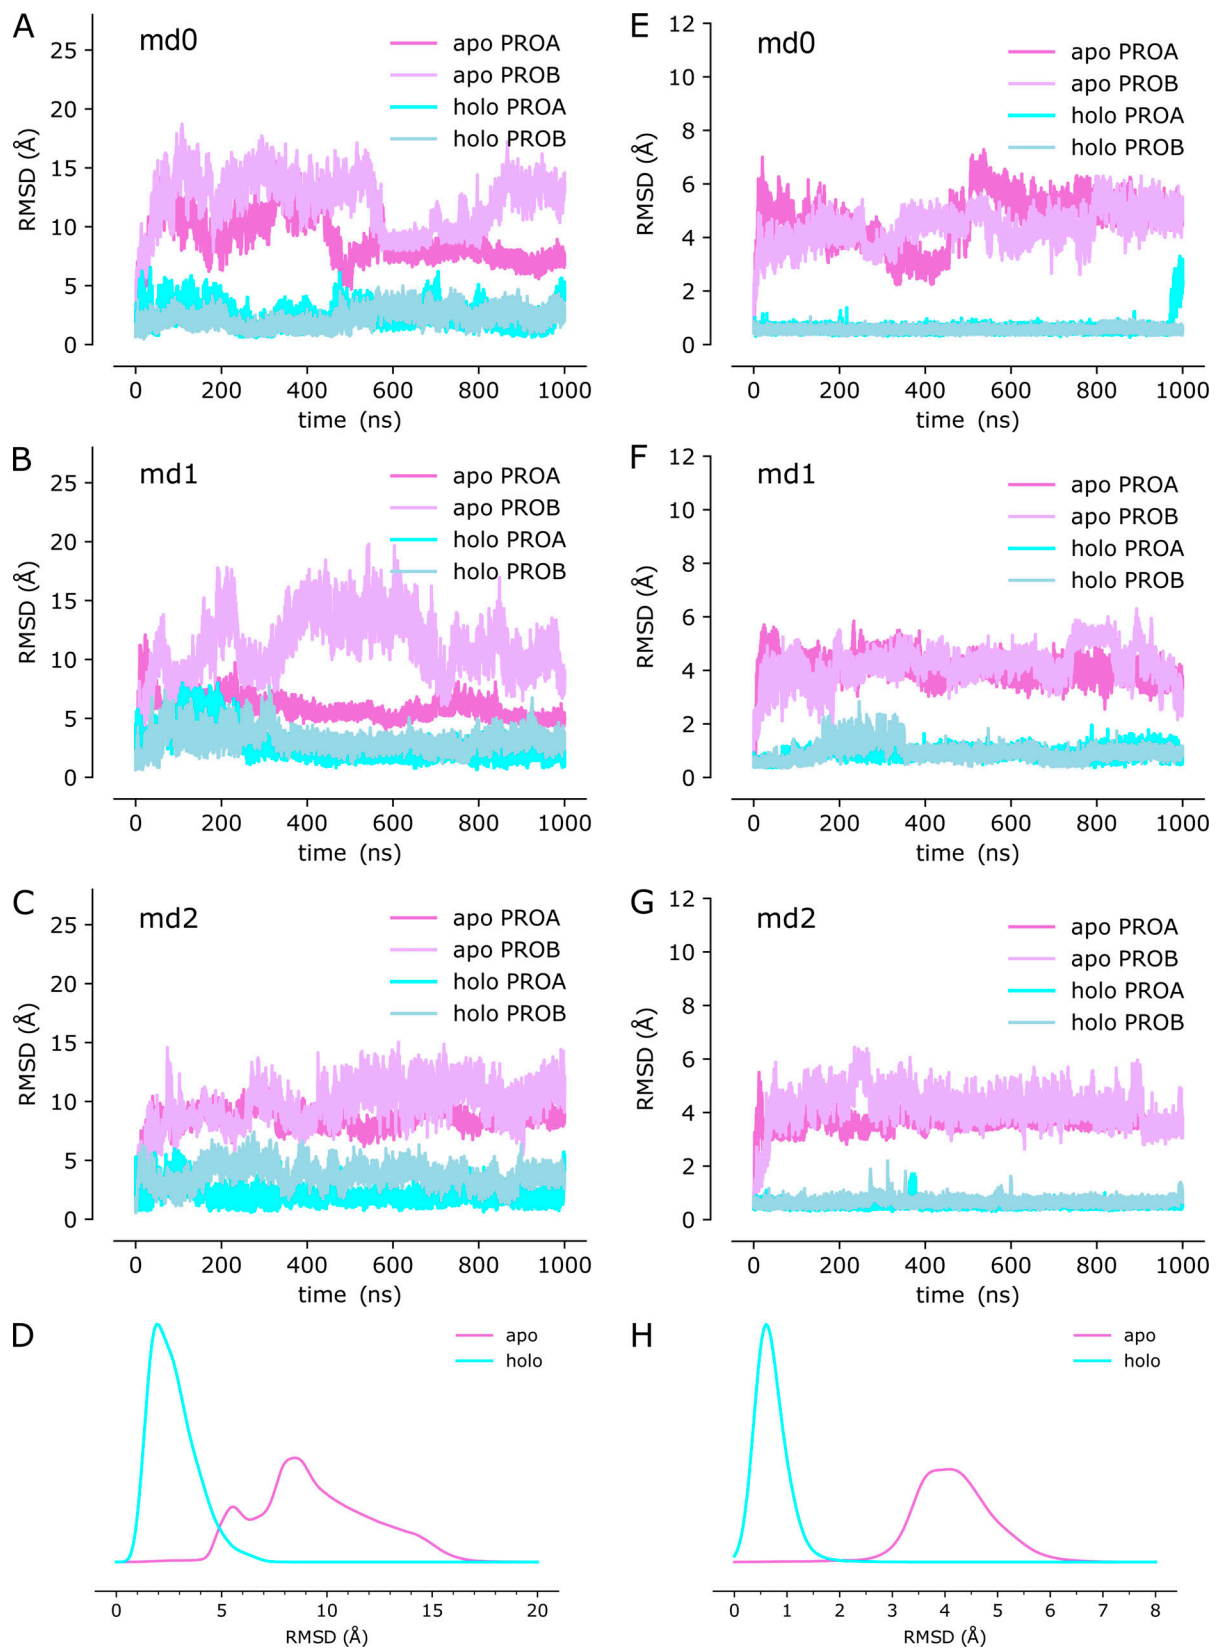 A
md0
apo PROA
apo PROB
holo PROA
holo PROB
25
20
15
10
5
0
RMSD (Å)
0 200 400 600 800 1000
time (ns)
E
md0
apo PROA
apo PROB
holo PROA
holo PROB
12
10
8
6
4
2
0
RMSD (Å)
0 200 400 600 800 1000
time (ns)
B
md1
apo PROA
apo PROB
holo PROA
holo PROB
25
20
15
10
5
0
RMSD (Å)
0 200 400 600 800 1000
time (ns)
F
md1
apo PROA
apo PROB
holo PROA
holo PROB
12
10
8
6
4
2
0
RMSD (Å)
0 200 400 600 800 1000
time (ns)
C
md2
apo PROA
apo PROB
holo PROA
holo PROB
25
20
15
10
5
0
RMSD (Å)
0 200 400 600 800 1000
time (ns)
G
md2
apo PROA
apo PROB
holo PROA
holo PROB
12
10
8
6
4
2
0
RMSD (Å)
0 200 400 600 800 1000
time (ns)
D
apo
holo
0 5 10 15 20
RMSD (Å)
H
apo
holo
0 1 2 3 4 5 6 7 8
RMSD (Å)